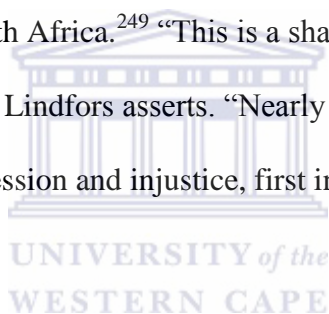 th Africa.249 “This is a sha
Lindfors asserts. “Nearly
ession and injustice, first in
UNIVERSITY of the
WESTERN CAPE